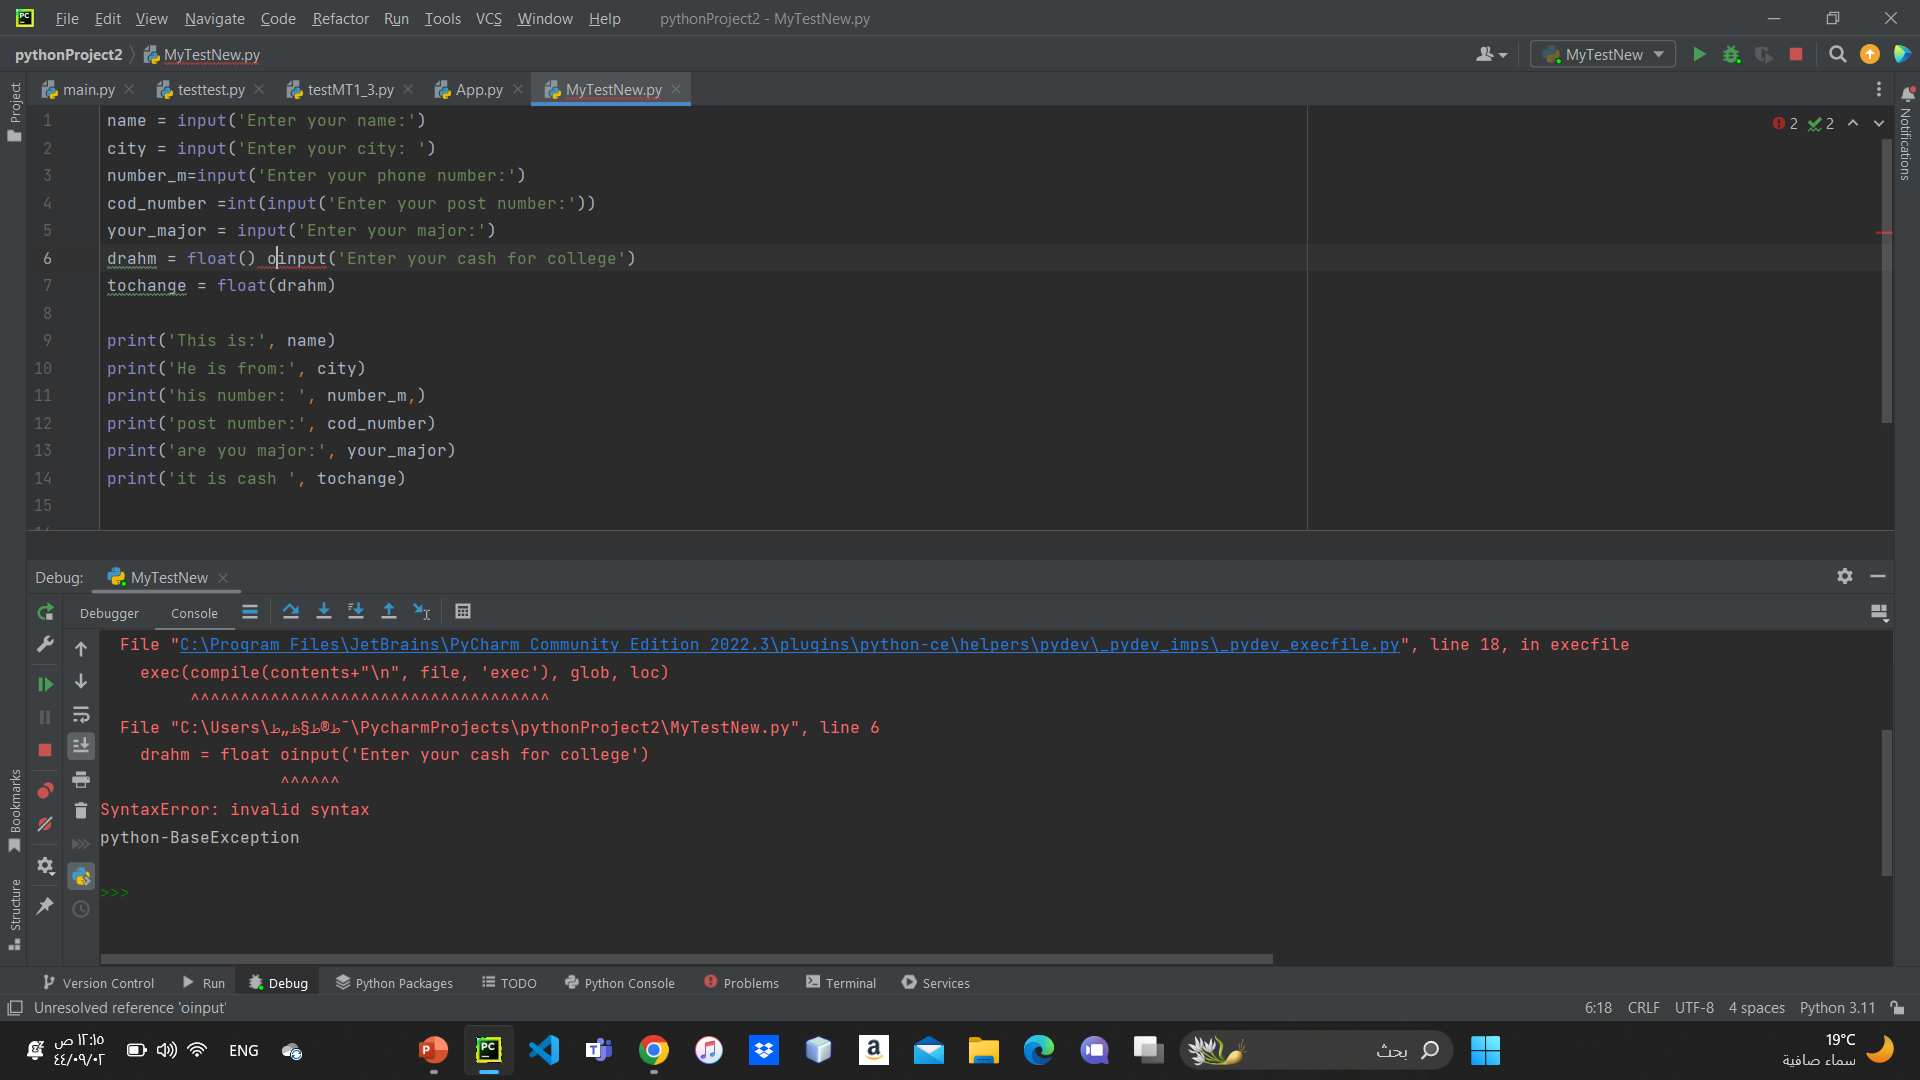 File Edit View Navigate Code Refactor Run Tools VCS Window Help pythonProject2 - MyTestNew.py
pythonProject2 MyTestNew.py MyTestNew
main.py testtest.py testMT1_3.py App.py MyTestNew.py
Project
Notifications
1 name = input('Enter your name:')
2 2
2 city = input('Enter your city: ')
3 number_m=input('Enter your phone number:')
4 cod_number =int(input('Enter your post number:'))
5 your_major = input('Enter your major:')
6 drahm = float() oinput('Enter your cash for college')
7 tochange = float(drahm)
8
9 print('This is:', name)
10 print('He is from:', city)
11 print('his number: ', number_m,)
12 print('post number:', cod_number)
13 print('are you major:', your_major)
14 print('it is cash ', tochange)
15
Debug: MyTestNew
Debugger Console
File "C:\Program Files\JetBrains\PyCharm Community Edition 2022.3\plugins\python-ce\helpers\pydev\_pydev_imps\_pydev_execfile.py", line 18, in execfile
exec(compile(contents+"\n", file, 'exec'), glob, loc)
^^^^^^^^^^^^^^^^^^^^^^^^^^^^^^^^^^^^
File "C:\Users\\PycharmProjects\pythonProject2\MyTestNew.py", line 6
drahm = float oinput('Enter your cash for college')
^^^^^^
SyntaxError: invalid syntax
python-BaseException
>>>
Bookmarks
Structure
Version Control Run Debug Python Packages TODO Python Console Problems Terminal Services
Unresolved reference 'oinput' 6:18 CRLF UTF-8 4 spaces Python 3.11
١٢:١٥ ص
٤٤/٠٩/٠٢
ENG
بحث
19°C
سماء صافية